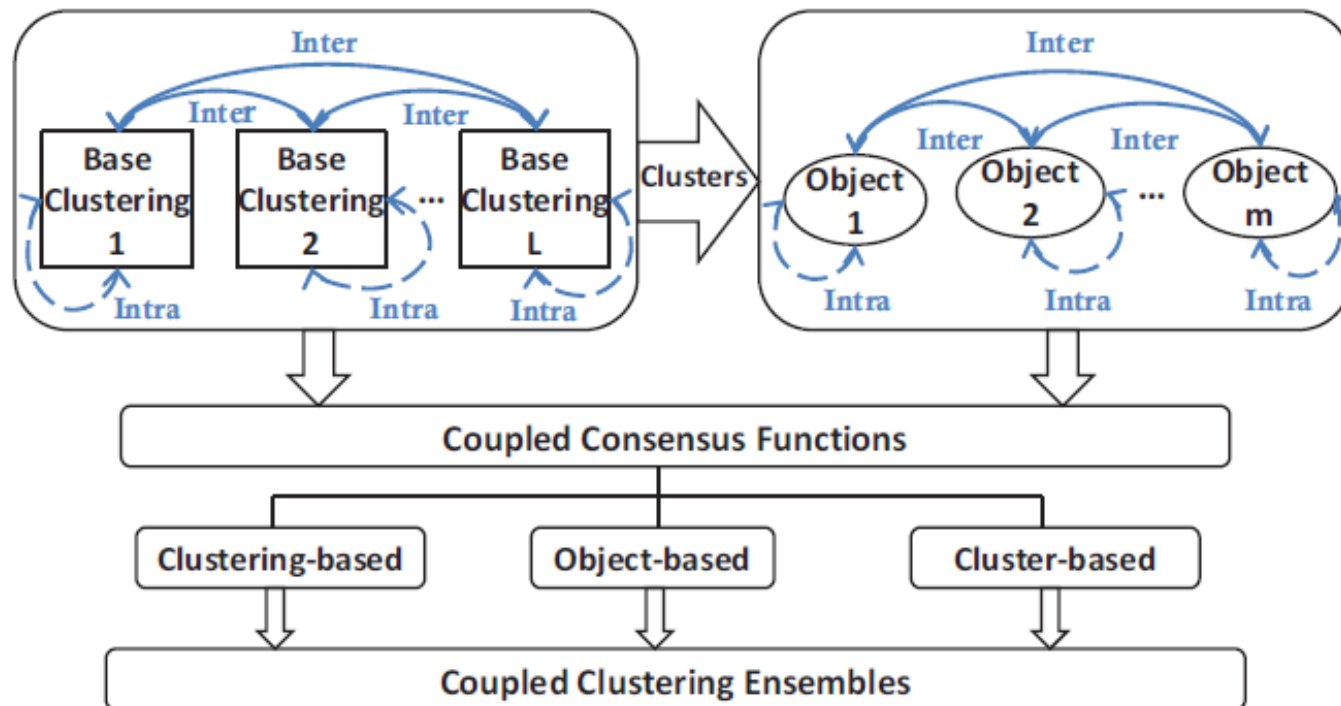 Inter
Inter
Inter
Base Clustering 1
Base Clustering 2
...
Base Clustering L
Intra
Intra
Intra
Clusters
Inter
Inter
Inter
Object 1
Object 2
...
Object m
Intra
Intra
Intra
Coupled Consensus Functions
Clustering-based
Object-based
Cluster-based
Coupled Clustering Ensembles